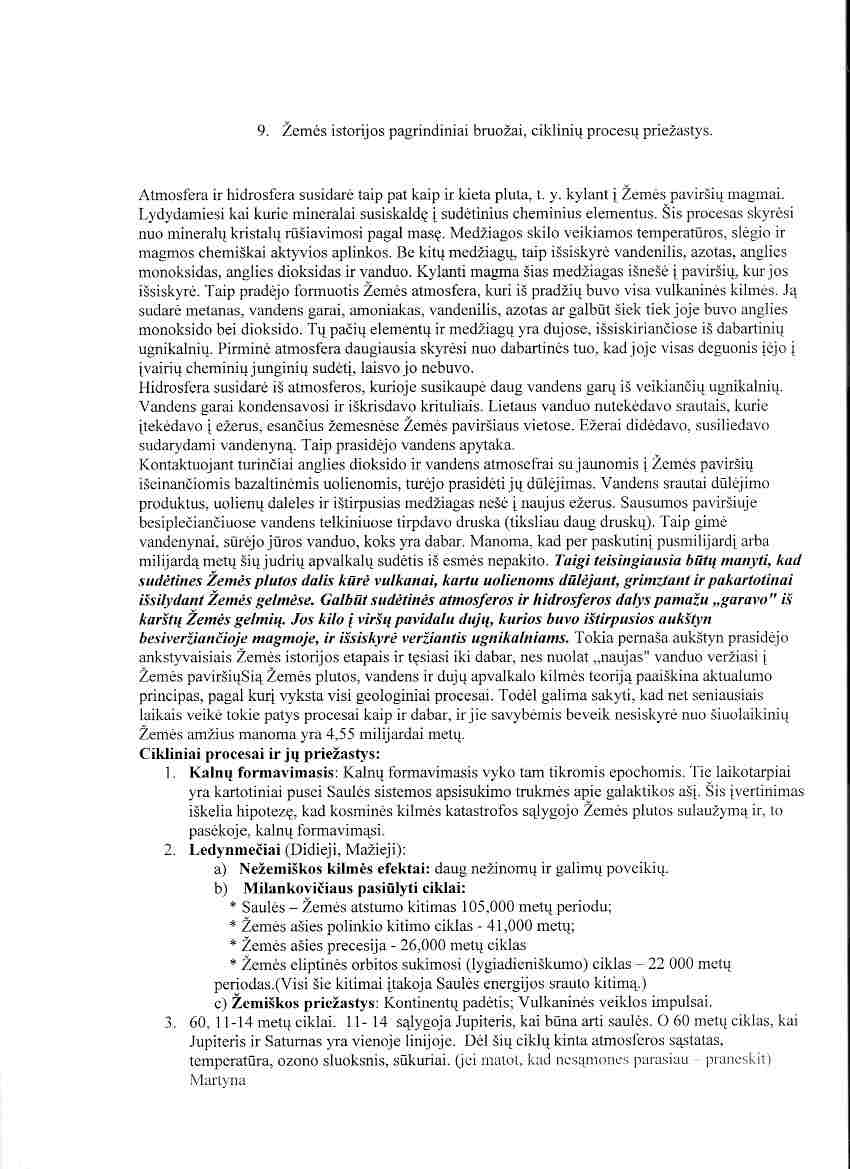 9. Žemės istorijos pagrindiniai bruožai, ciklinių procesų priežastys.
Atmosfera ir hidrosfera susidarė taip pat kaip ir kieta pluta, t. y. kylant į Žemės paviršių magmai.
Lydydamiesi kai kurie mineralai susiskaldę į sudėtinius cheminius elementus. Šis procesas skyrėsi
nuo mineralų kristalų rūšiavimosi pagal masę. Medžiagos skilo veikiamos temperatūros, slėgio ir
magmos chemiškai aktyvios aplinkos. Be kitų medžiagų, taip išsiskyrė vandenilis, azotas, anglies
monoksidas, anglies dioksidas ir vanduo. Kylanti magma šias medžiagas išnešė į paviršių, kur jos
išsiskyrė. Taip pradėjo formuotis Žemės atmosfera, kuri iš pradžių buvo visa vulkaninės kilmės. Ją
sudarė metanas, vandens garai, amoniakas, vandenilis, azotas ar galbūt šiek tiek joje buvo anglies
monoksido bei dioksido. Tų pačių elementų ir medžiagų yra dujose, išsiskiriančiose iš dabartinių
ugnikalnių. Pirminė atmosfera daugiausia skyrėsi nuo dabartinės tuo, kad joje visas deguonis įėjo į
įvairių cheminių junginių sudėtį, laisvo jo nebuvo.
Hidrosfera susidarė iš atmosferos, kurioje susikaupė daug vandens garų iš veikiančių ugnikalnių.
Vandens garai kondensavosi ir iškrisdavo krituliais. Lietaus vanduo nutekėdavo srautais, kurie
įtekėdavo į ežerus, esančius žemesnėse Žemės paviršiaus vietose. Ežerai didėdavo, susiliedavo
sudarydami vandenyną. Taip prasidėjo vandens apytaka.
Kontaktuojant turinčiai anglies dioksido ir vandens atmosefrai su jaunomis į Žemės paviršių
išeinančiomis bazaltinėmis uolienomis, turėjo prasidėti jų dūlėjimas. Vandens srautai dūlėjimo
produktus, uolienų daleles ir ištirpusias medžiagas nešė į naujus ežerus. Sausumos paviršiuje
besiplečiančiuose vandens telkiniuose tirpdavo druska (tiksliau daug druskų). Taip gimė
vandenynai, sūrėjo jūros vanduo, koks yra dabar. Manoma, kad per paskutinį pusmilijardį arba
milijardą metų šių judrių apvalkalų sudėtis iš esmės nepakito. Taigi teisingiausia būtų manyti, kad
sudėtines Žemės plutos dalis kūrė vulkanai, kartu uolienoms dūlėjant, grimztant ir pakartotinai
išsilydant Žemės gelmėse. Galbūt sudėtinės atmosferos ir hidrosferos dalys pamažu „garavo" iš
karštų Žemės gelmių. Jos kilo į viršų pavidalu dujų, kurios buvo ištirpusios aukštyn
besiveržiančioje magmoje, ir išsiskyrė veržiantis ugnikalniams. Tokia pernaša aukštyn prasidėjo
ankstyvaisiais Žemės istorijos etapais ir tęsiasi iki dabar, nes nuolat „naujas" vanduo veržiasi į
Žemės paviršiųSią Žemės plutos, vandens ir dujų apvalkalo kilmės teoriją paaiškina aktualumo
principas, pagal kurį vyksta visi geologiniai procesai. Todėl galima sakyti, kad net seniausiais
laikais veikė tokie patys procesai kaip ir dabar, ir jie savybėmis beveik nesiskyrė nuo šiuolaikinių
Žemės amžius manoma yra 4,55 milijardai metų.
Cikliniai procesai ir jų priežastys:
1. Kalnų formavimasis: Kalnų formavimasis vyko tam tikromis epochomis. Tie laikotarpiai
yra kartotiniai pusei Saulės sistemos apsisukimo trukmės apie galaktikos ašį. Šis įvertinimas
iškelia hipotezę, kad kosminės kilmės katastrofos sąlygojo Žemės plutos sulaužymą ir, to
pasėkoje, kalnų formavimąsi.
2. Ledynmečiai (Didieji, Mažieji):
a) Nežemiškos kilmės efektai: daug nežinomų ir galimų poveikių.
b) Milankovičiaus pasiūlyti ciklai:
* Saulės – Žemės atstumo kitimas 105,000 metų periodu;
* Žemės ašies polinkio kitimo ciklas - 41,000 metų;
* Žemės ašies precesija - 26,000 metų ciklas
* Žemės eliptinės orbitos sukimosi (lygiadieniškumo) ciklas – 22 000 metų
periodas.(Visi šie kitimai įtakoja Saulės energijos srauto kitimą.)
c) Žemiškos priežastys: Kontinentų padėtis; Vulkaninės veiklos impulsai.
3. 60, 11-14 metų ciklai. 11- 14 sąlygoja Jupiteris, kai būna arti saulės. O 60 metų ciklas, kai
Jupiteris ir Saturnas yra vienoje linijoje. Dėl šių ciklų kinta atmosferos sąstatas,
temperatūra, ozono sluoksnis, sūkuriai. (jei matot, kad nesąmones parasiau – praneskit)
Martyna